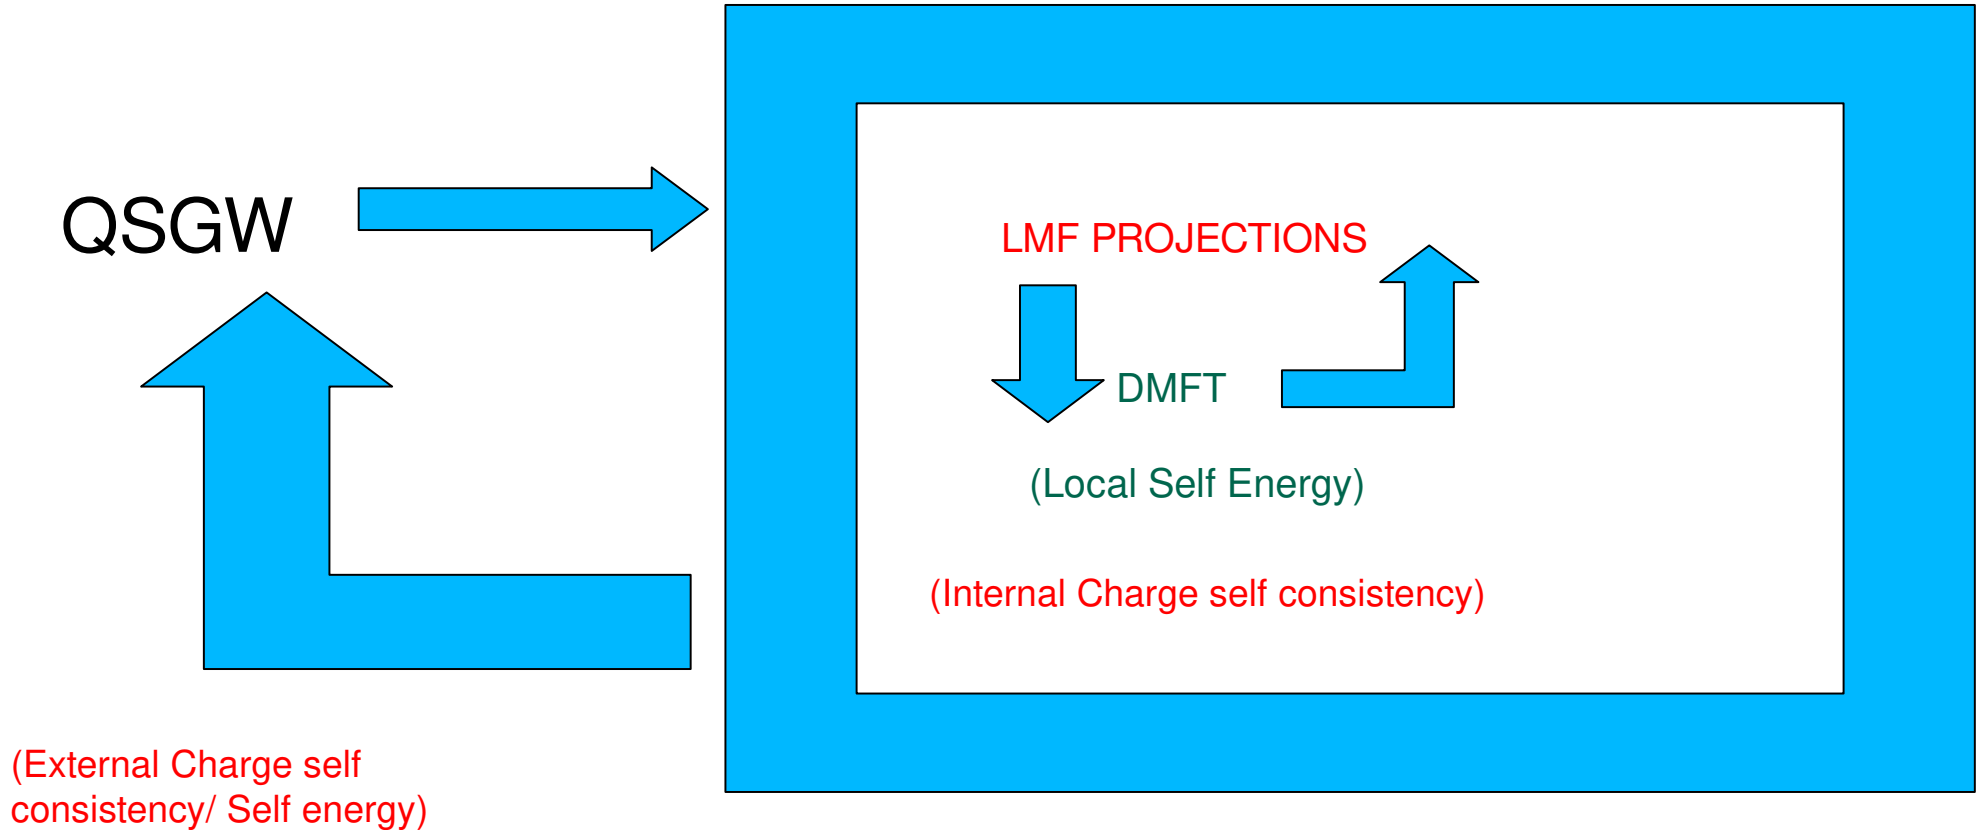 QSGW
LMF PROJECTIONS
DMFT
(Local Self Energy)
(Internal Charge self consistency)
(External Charge self
consistency/ Self energy)